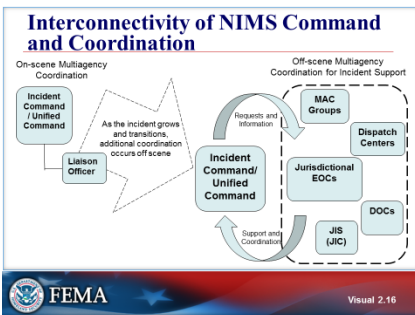 Interconnectivity of NIMS Command
and Coordination
On-scene Multiagency
Coordination
Incident
Command
/ Unified
Command
Liaison
Officer
As the incident grows
and transitions,
additional coordination
occurs off scene
Off-scene Multiagency
Coordination for Incident Support
Requests and
Information
Incident
Command/
Unified
Command
Support and
Coordination
MAC
Groups
Dispatch
Centers
Jurisdictional
EOCs
DOCs
JIS
(JIC)
FEMA
Visual 2.16